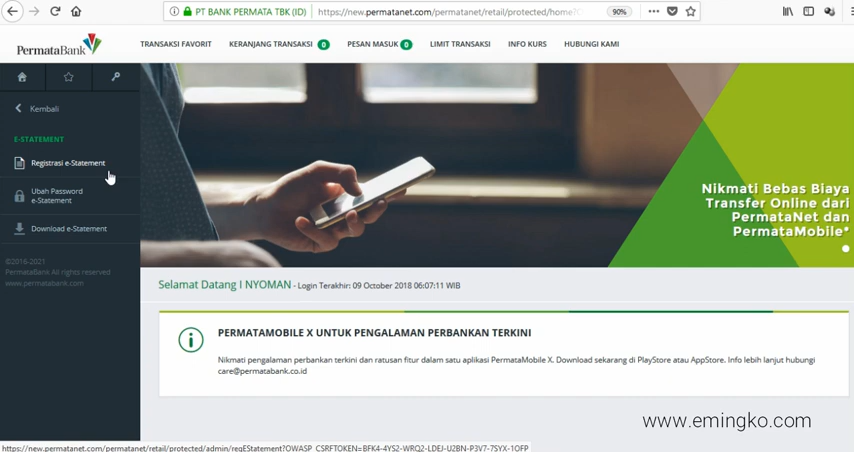 PT BANK PERMATA TBK (ID)
https://new.permatanet.com/permatanet/retail/protected/home?
90%
PermataBank
TRANSAKSI FAVORIT
KERANJANG TRANSAKSI 0
PESAN MASUK 0
LIMIT TRANSAKSI
INFO KURS
HUBUNGI KAMI
Kembali
E-STATEMENT
Registrasi e-Statement
Ubah Password
e-Statement
Download e-Statement
©2016-2021
PermataBank All rights reserved
www.permatabank.com
Nikmati Bebas Biaya
Transfer Online dari
PermataNet dan
PermataMobile*
Selamat Datang I NYOMAN - Login Terakhir: 09 October 2018 06:07:11 WIB
PERMATAMOBILE X UNTUK PENGALAMAN PERBANKAN TERKINI
Nikmati pengalaman perbankan terkini dan ratusan fitur dalam satu aplikasi PermataMobile X. Download sekarang di PlayStore atau AppStore. Info lebih lanjut hubungi
care@permatabank.co.id
www.emingko.com
https://new.permatanet.com/permatanet/retail/protected/admin/regEStatement?OWASP_CSRFTOKEN=BFK4-4YS2-WRQ2-LDEJ-U2BN-P3V7-7SYX-1OFP